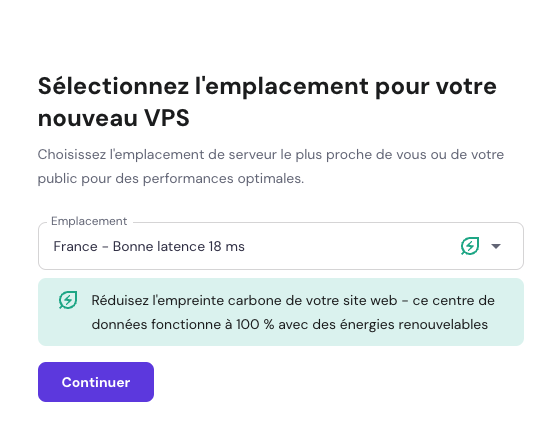 Sélectionnez l'emplacement pour votre
nouveau VPS
Choisissez l'emplacement de serveur le plus proche de vous ou de votre
public pour des performances optimales.
Emplacement
France - Bonne latence 18 ms
Réduisez l'empreinte carbone de votre site web - ce centre de
données fonctionne à 100 % avec des énergies renouvelables
Continuer